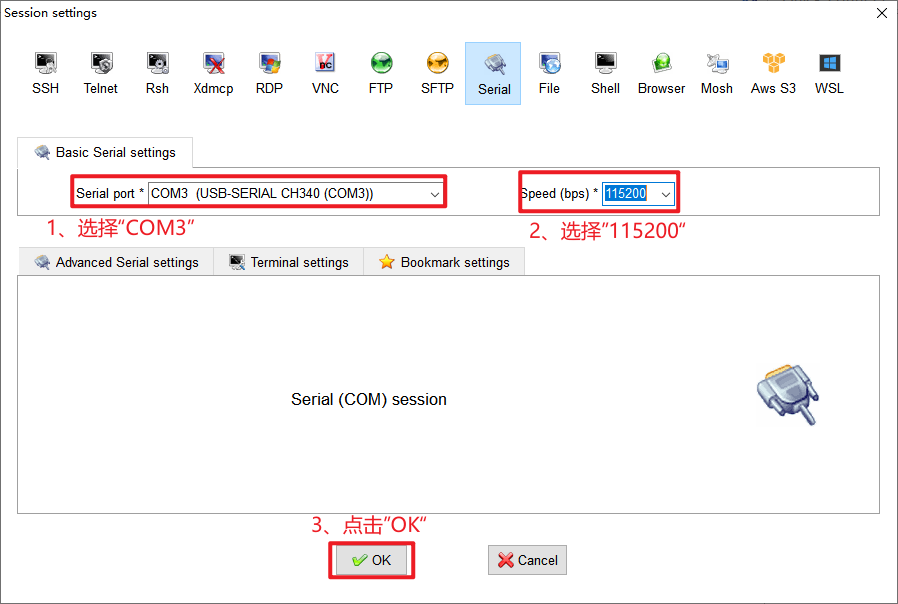 Session settings
SSH Telnet Rsh Xdmcp RDP VNC FTP SFTP Serial File Shell Browser Mosh Aws S3 WSL
Basic Serial settings
Serial port * COM3 (USB-SERIAL CH340 (COM3)) Speed (bps) * 115200
1、选择“COM3” 2、选择”115200“
Advanced Serial settings Terminal settings Bookmark settings
Serial (COM) session
3、点击”OK“
OK Cancel